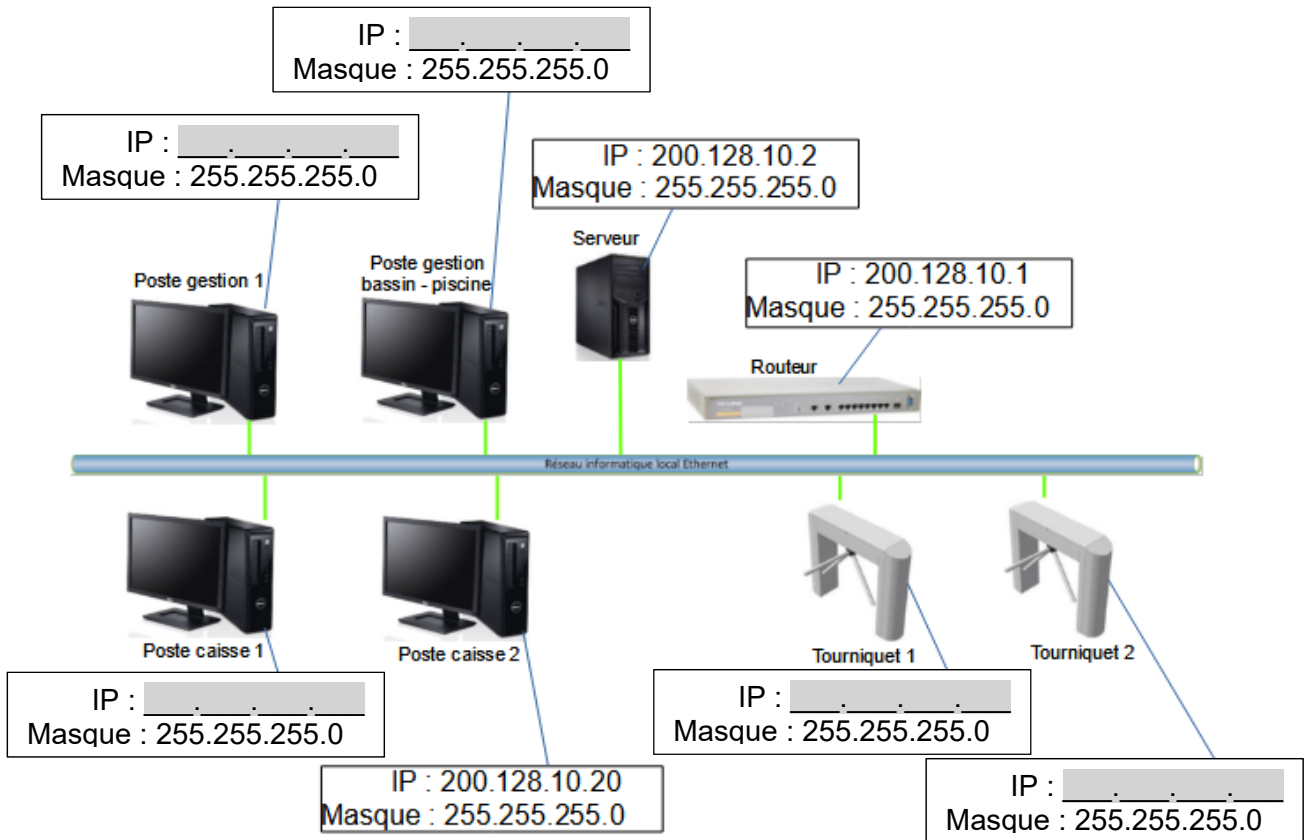 IP : ___.___.___.___
Masque : 255.255.255.0
IP : ___.___.___.___
Masque : 255.255.255.0
IP : 200.128.10.2
Masque : 255.255.255.0
Serveur
Poste gestion 1
Poste gestion
bassin - piscine
IP : 200.128.10.1
Masque : 255.255.255.0
Routeur
Réseau informatique local Ethernet
Poste caisse 1
Poste caisse 2
Tourniquet 1
Tourniquet 2
IP : ___.___.___.___
Masque : 255.255.255.0
IP : 200.128.10.20
Masque : 255.255.255.0
IP : ___.___.___.___
Masque : 255.255.255.0
IP : ___.___.___.___
Masque : 255.255.255.0